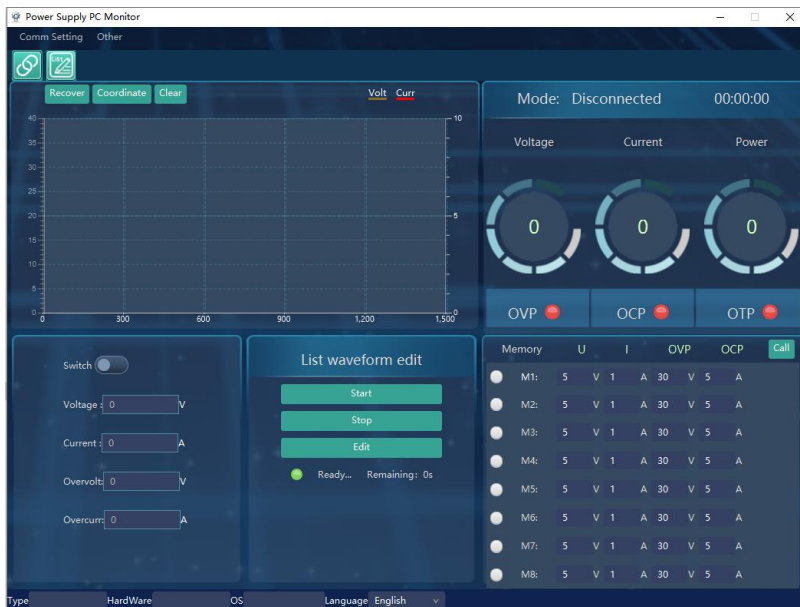 Power Supply PC Monitor
Comm Setting Other
List
Recover Coordinate Clear Volt Curr
40 10
35
30
25
20 5
15
10
5
0 0
0 300 600 900 1,200 1,500
Mode: Disconnected 00:00:00
Voltage Current Power
0 0 0
OVP OCP OTP
Switch
Voltage : 0 V
Current : 0 A
Overvolt: 0 V
Overcurr: 0 A
List waveform edit
Start
Stop
Edit
Ready... Remaining: 0s
Memory U I OVP OCP Call
M1: 5 V 1 A 30 V 5 A
M2: 5 V 1 A 30 V 5 A
M3: 5 V 1 A 30 V 5 A
M4: 5 V 1 A 30 V 5 A
M5: 5 V 1 A 30 V 5 A
M6: 5 V 1 A 30 V 5 A
M7: 5 V 1 A 30 V 5 A
M8: 5 V 1 A 30 V 5 A
Type HardWare OS Language English